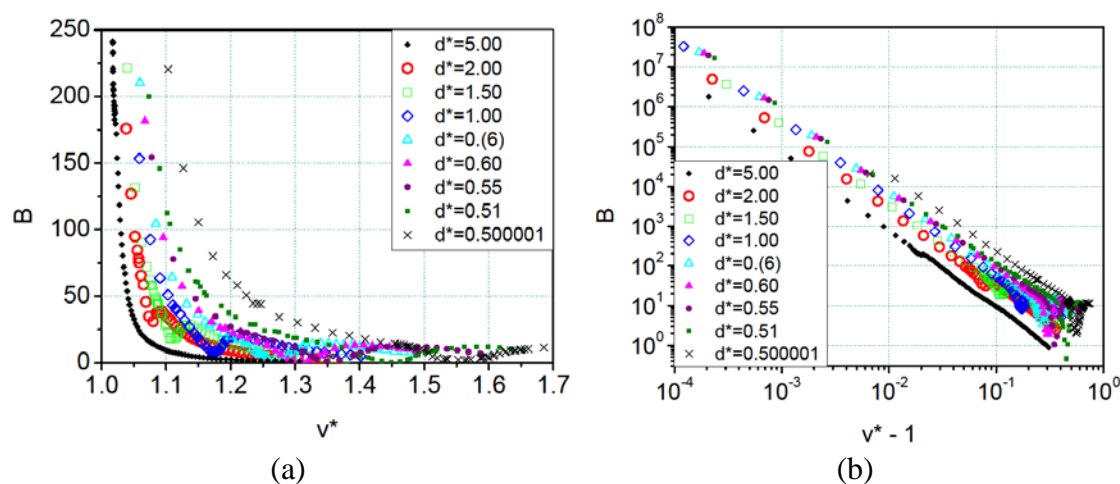 250
200
150
100
50
0
B
1.0 1.1 1.2 1.3 1.4 1.5 1.6 1.7
v*
d*=5.00
d*=2.00
d*=1.50
d*=1.00
d*=0.(6)
d*=0.60
d*=0.55
d*=0.51
d*=0.500001
(a)
10^8
10^7
10^6
10^5
10^4
10^3
10^2
10^1
10^0
B
10^-4 10^-3 10^-2 10^-1 10^0
v* - 1
d*=5.00
d*=2.00
d*=1.50
d*=1.00
d*=0.(6)
d*=0.60
d*=0.55
d*=0.51
d*=0.500001
(b)